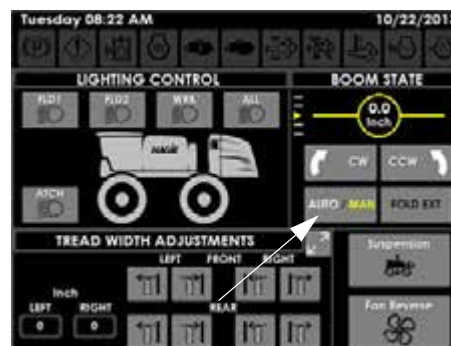 Tuesday 08:22 AM 10/22/2013
LIGHTING CONTROL
BOOM STATE
FLD1 FLD2 WRK ALL
0.0
Inch
CW CCW
ATCH
AUTO / MAN FOLD EXT
TREAD WIDTH ADJUSTMENTS
LEFT FRONT RIGHT
Suspension
Inch
LEFT RIGHT
REAR
0 0
Fan Reverse